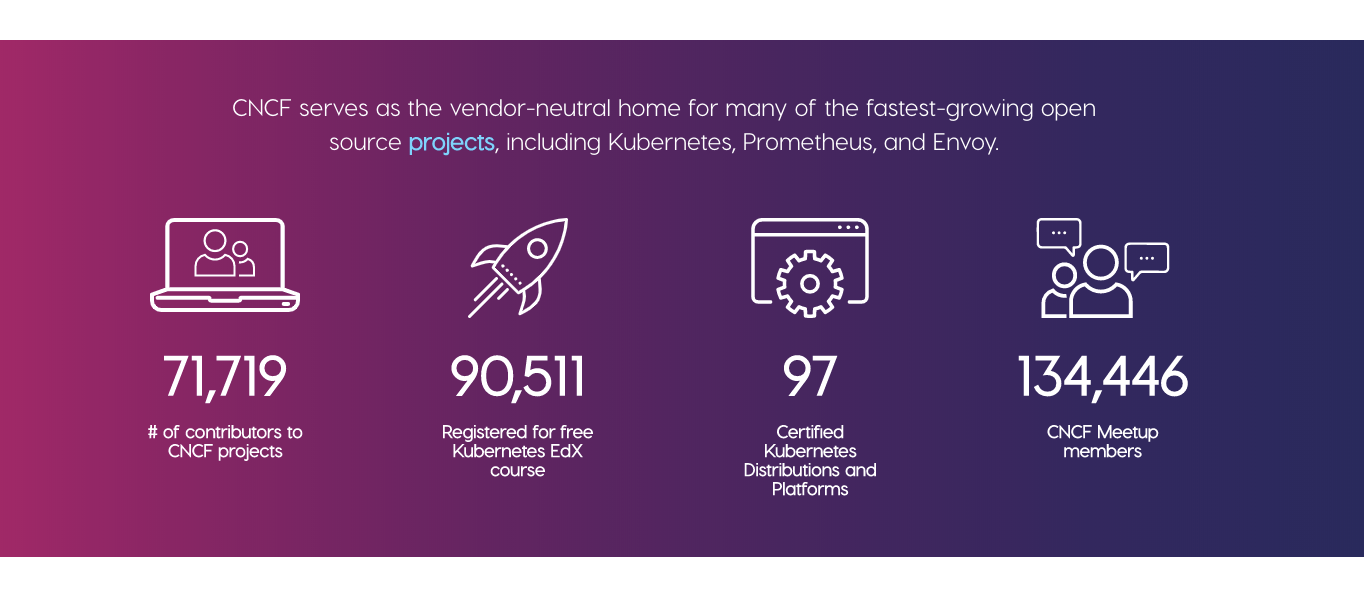 CNCF serves as the vendor-neutral home for many of the fastest-growing open
source projects, including Kubernetes, Prometheus, and Envoy.
71,719
# of contributors to
CNCF projects
90,511
Registered for free
Kubernetes EdX
course
97
Certified
Kubernetes
Distributions and
Platforms
134,446
CNCF Meetup
members